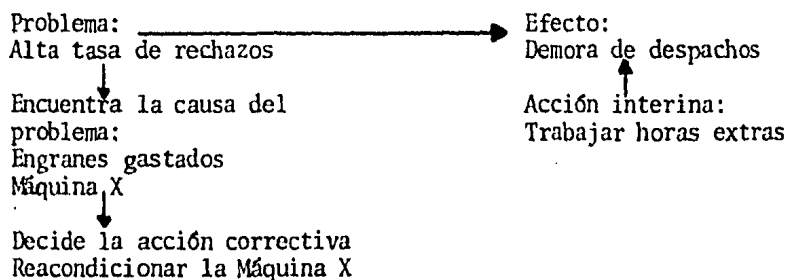 Problema:
Alta tasa de rechazos
Efecto:
Demora de despachos
Encuentra la causa del
problema:
Engranes gastados
Máquina X
Acción interina:
Trabajar horas extras
Decide la acción correctiva
Reacondicionar la Máquina X